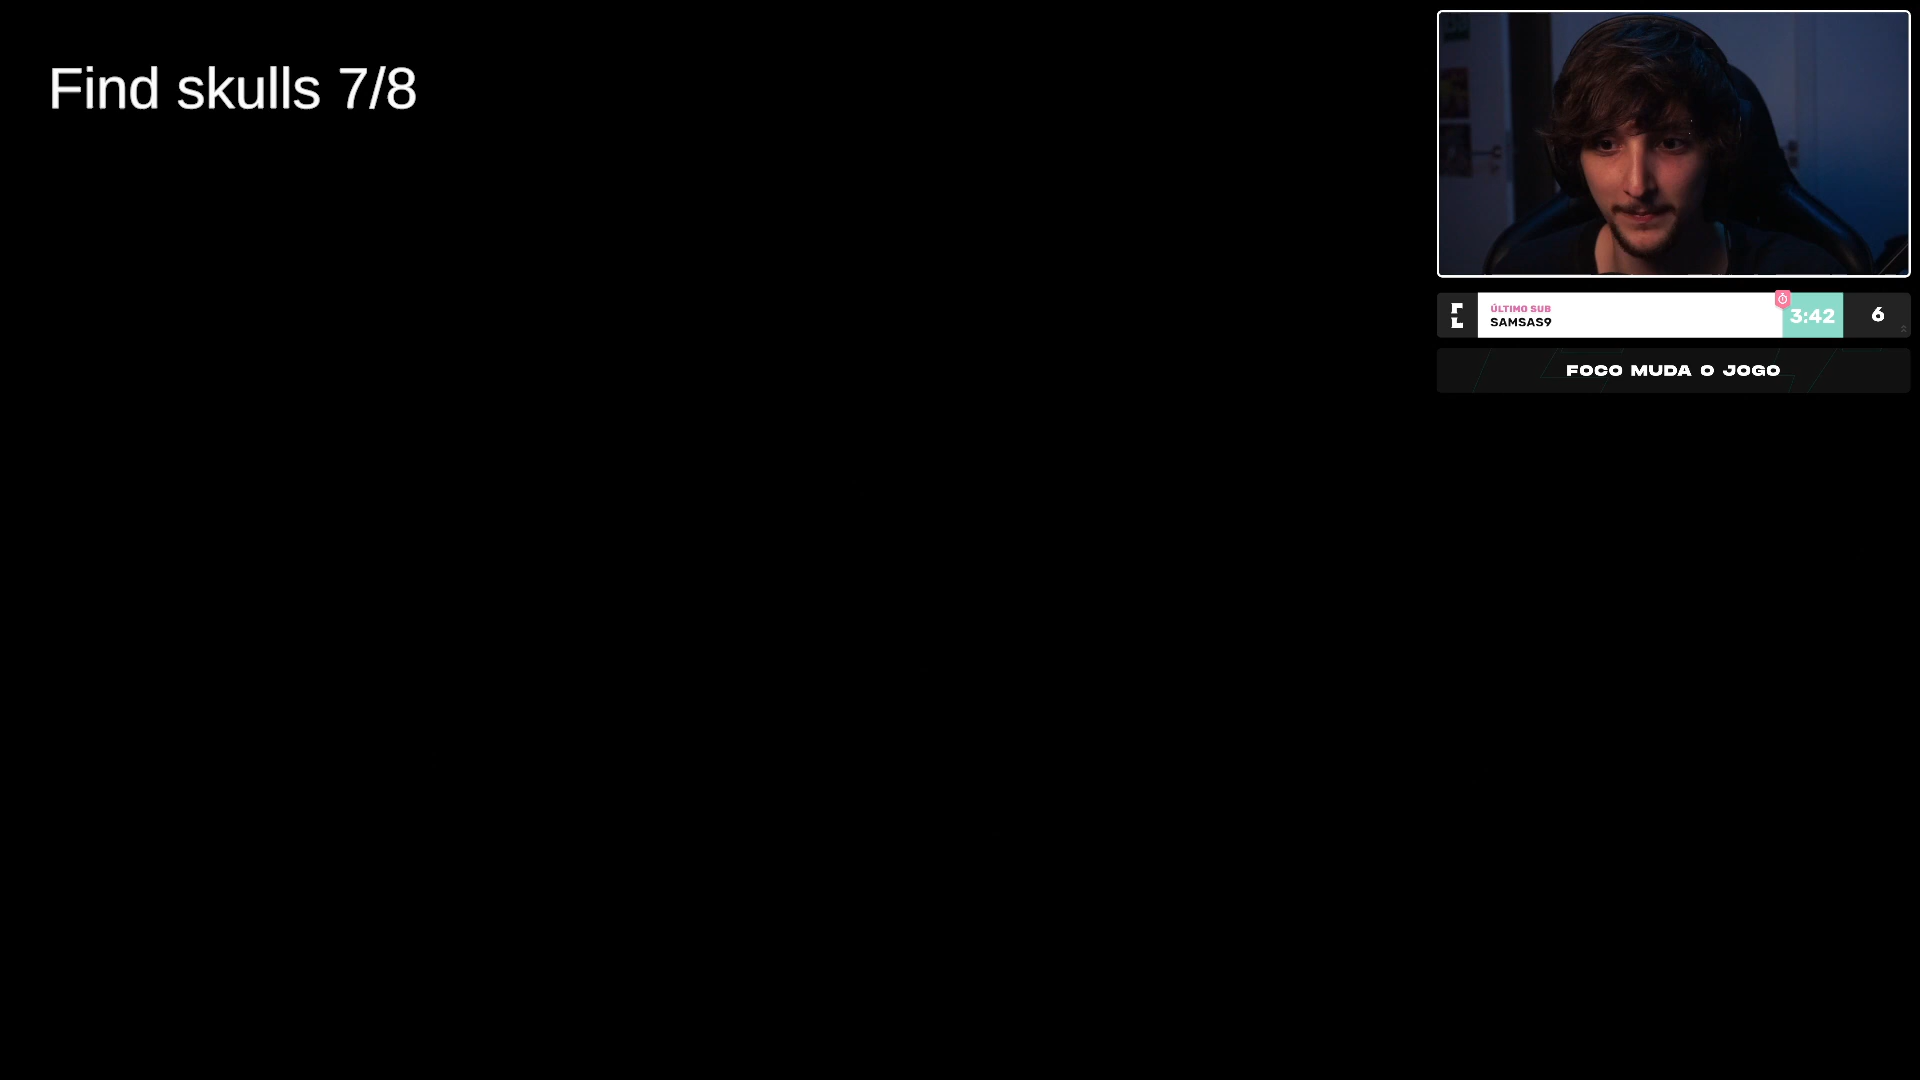 Find skulls 7/8
ÚLTIMO SUB
SAMSAS9
3:42
6
FOCO MUDA O JOGO